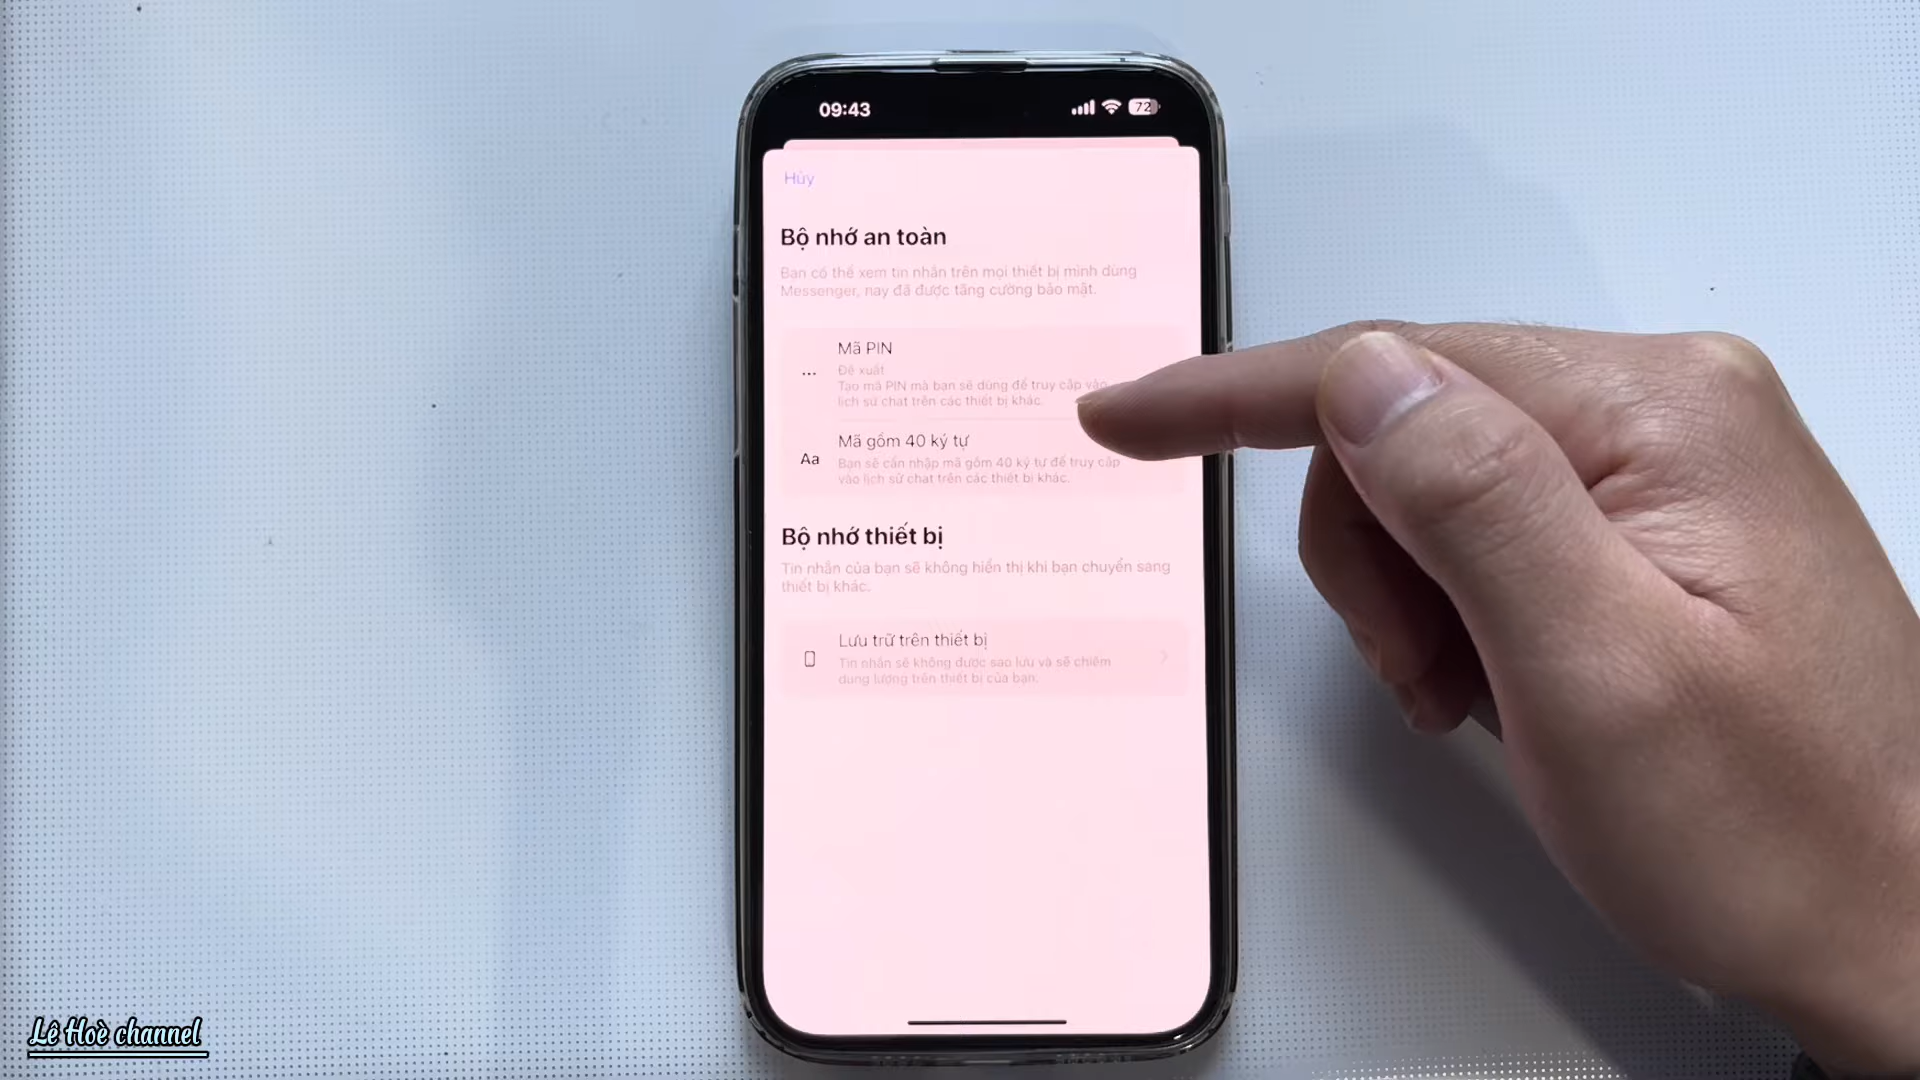 09:43
72
Hủy
Bộ nhớ an toàn
Bạn có thể xem tin nhắn trên mọi thiết bị mình dùng
Messenger, nay đã được tăng cường bảo mật.
Mã PIN
Đề xuất
Tạo mã PIN mà bạn sẽ dùng để truy cập vào
lịch sử chat trên các thiết bị khác.
Mã gồm 40 ký tự
Aa
Bạn sẽ cần nhập mã gồm 40 ký tự để truy cập
vào lịch sử chat trên các thiết bị khác.
Bộ nhớ thiết bị
Tin nhắn của bạn sẽ không hiển thị khi bạn chuyển sang
thiết bị khác.
Lưu trữ trên thiết bị
Tin nhắn sẽ không được sao lưu và sẽ chiếm
dung lượng trên thiết bị của bạn.
Lê Hoè channel